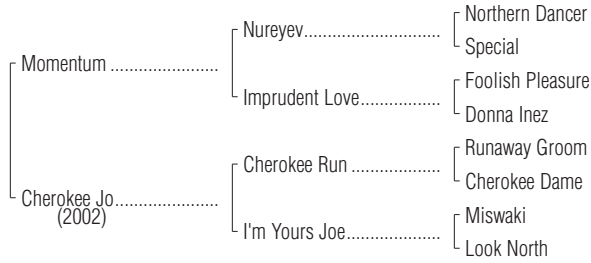 Northern Dancer
Nureyev..................................
Special
Momentum ........................
Foolish Pleasure
Imprudent Love....................
Donna Inez
Runaway Groom
Cherokee Run ......................
Cherokee Dame
Cherokee Jo.......................
(2002)
Miswaki
I'm Yours Joe.......................
Look North